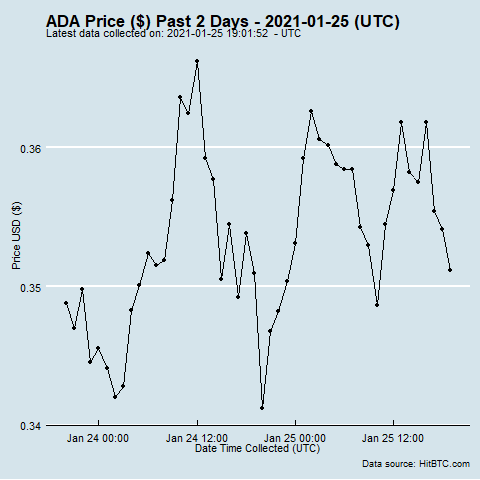 ADA Price ($) Past 2 Days - 2021-01-25 (UTC)
Latest data collected on: 2021-01-25 19:01:52 - UTC
0.36
0.35
0.34
Price USD ($)
Jan 24 00:00 Jan 24 12:00 Jan 25 00:00 Jan 25 12:00
Date Time Collected (UTC)
Data source: HitBTC.com